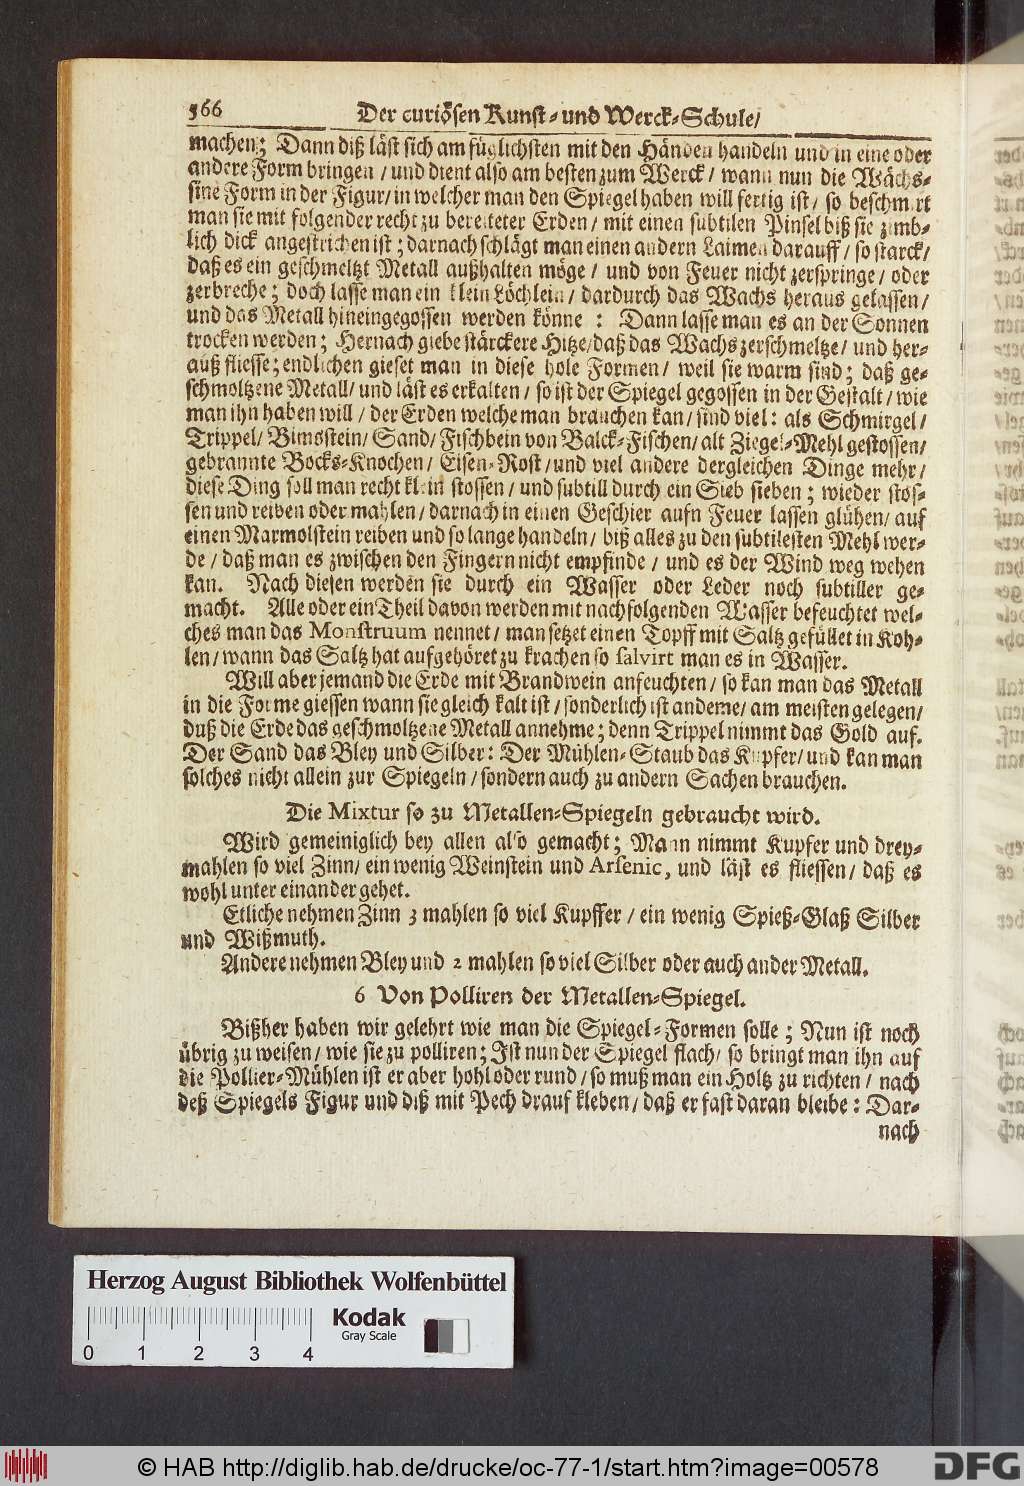 566 Der curiösen Kunst- und Werck-Schule/
machen; Dann diß läst sich am füglichsten mit den Händen handeln und in eine oder
andere Form bringen / und dient also am besten zum Werck / wann nun die Wächs-
sine Form in der Figur/ in welcher man den Spiegel haben will fertig ist/ so beschmirt
man sie mit folgender recht zu bereiteter Erden / mit einen subtilen Pinsel biß sie zimb-
lich dick angestrichen ist; darnach schlägt man einen andern Laimen darauff / so starck/
daß es ein geschmeltzt Metall außhalten möge / und von Feuer nicht zerspringe / oder
zerbreche; doch lasse man ein klein Löchlein / dardurch das Wachs heraus gelassen /
und das Metall hineingegossen werden könne : Dann lasse man es an der Sonnen
trocken werden; Hernach giebe stärckere Hitze/ daß das Wachs zerschmeltze/ und her-
auß fliesse; endlichen gieset man in diese hole Formen / weil sie warm sind; daß ge-
schmoltzene Metall/ und läst es erkalten / so ist der Spiegel gegossen in der Gestalt / wie
man ihn haben will / der Erden welche man brauchen kan/ sind viel: als Schmirgel/
Trippel/ Bimsstein/ Sand/ Fischbein von Balck-Fischen/ alt Ziegel-Mehl gestossen/
gebrannte Bocks-Knochen/ Eisen-Rost/ und viel andere dergleichen Dinge mehr/
diese Ding soll man recht klein stossen / und subtill durch ein Sieb sieben; wieder stos-
sen und reiben oder mahlen/ darnach in einen Geschier aufn Feuer lassen glühen/ auf
einen Marmolstein reiben und so lange handeln/ biß alles zu den subtilesten Mehl wer-
de / daß man es zwischen den Fingern nicht empfinde / und es der Wind weg wehen
kan. Nach diesen werden sie durch ein Wasser oder Leder noch subtiller ge-
macht. Alle oder ein Theil davon werden mit nachfolgenden Wasser befeuchtet wel-
ches man das Monstruum nennet/ man setzet einen Topff mit Saltz gefüllet in Koh-
len/ wann das Saltz hat aufgehöret zu krachen so salvirt man es in Wasser.
Will aber jemand die Erde mit Brandwein anfeuchten/ so kan man das Metall
in die Forme giessen wann sie gleich kalt ist/ sonderlich ist anderne/ am meisten gelegen/
duß die Erde das geschmoltzene Metall annehme; denn Trippel nimmt das Gold auf.
Der Sand das Bley und Silber: Der Mühlen-Staub das Kupfer/ und kan man
solches nicht allein zur Spiegeln/ sondern auch zu andern Sachen brauchen.
Die Mixtur so zu Metallen-Spiegeln gebraucht wird.
Wird gemeiniglich bey allen also gemacht; Mann nimmt Kupfer und drey-
mahlen so viel Zinn/ ein wenig Weinstein und Arsenic, und läst es fliessen/ daß es
wohl unter einander gehet.
Etliche nehmen Zinn 3 mahlen so viel Kupffer / ein wenig Spieß-Glaß Silber
und Wißmuth.
Andere nehmen Bley und 2 mahlen so viel Silber oder auch ander Metall.
6 Von Polliren der Metallen-Spiegel.
Bißher haben wir gelehrt wie man die Spiegel-Formen solle ; Nun ist noch
übrig zu weisen/ wie sie zu polliren; Ist nun der Spiegel flach/ so bringt man ihn auf
die Pollier-Mühlen ist er aber hohl oder rund / so muß man ein Holtz zu richten / nach
deß Spiegels Figur und diß mit Pech drauf kleben/ daß er fast daran bleibe: Dar-
nach
Herzog August Bibliothek Wolfenbüttel
Kodak
Gray Scale
0 1 2 3 4
© HAB http://diglib.hab.de/drucke/oc-77-1/start.htm?image=00578
DFG